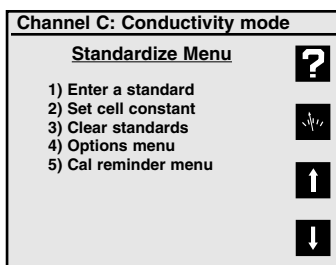 Channel C: Conductivity mode
Standardize Menu
1) Enter a standard
2) Set cell constant
3) Clear standards
4) Options menu
5) Cal reminder menu
?